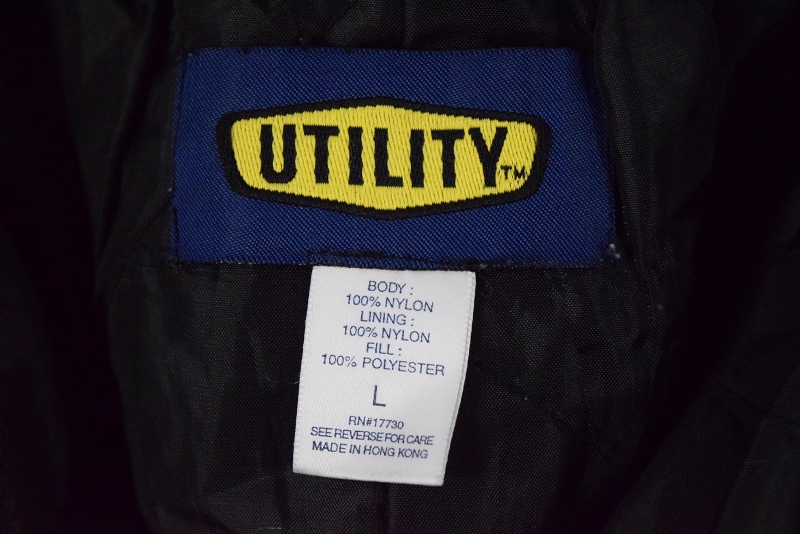 UTILITY™
BODY :
100% NYLON
LINING :
100% NYLON
FILL :
100% POLYESTER
L
RN#17730
SEE REVERSE FOR CARE
MADE IN HONG KONG